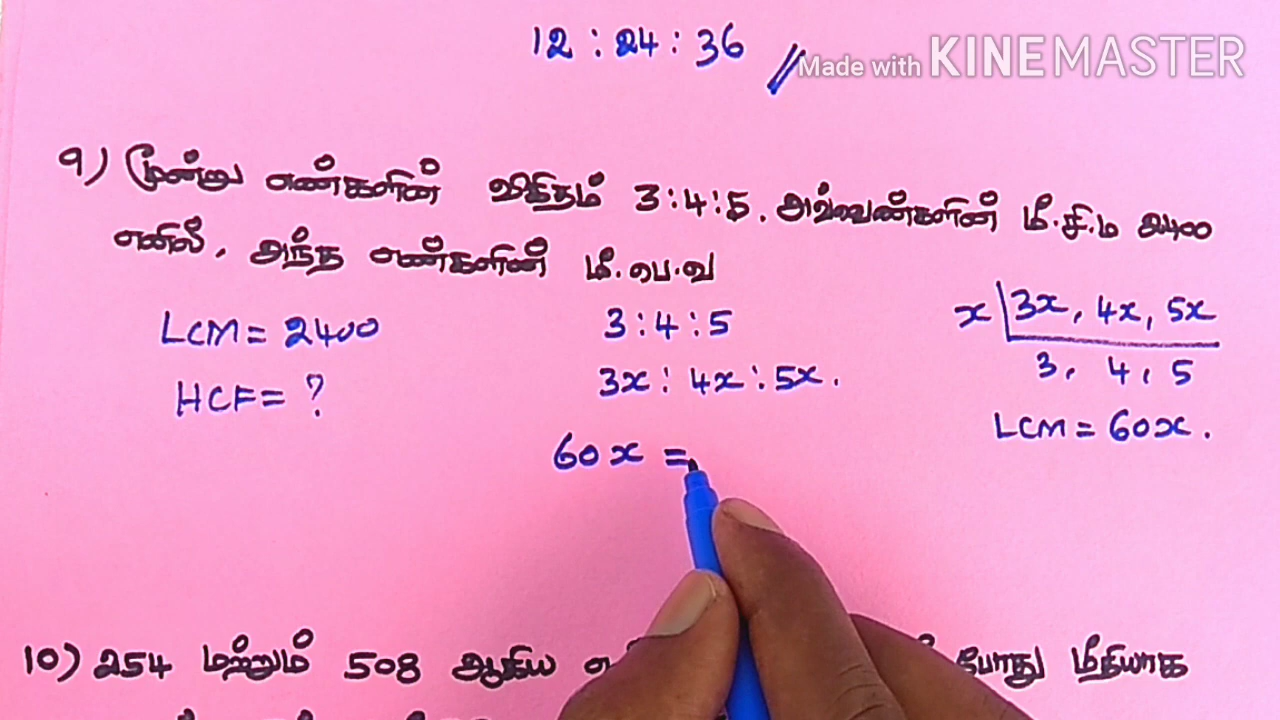 12 : 24 : 36
Made with KINEMASTER
9) மூன்று எண்களின் விகிதம் 3:4:5. அவ்வெண்களின் மீ.சி.ம 2400
எனில், அந்த எண்களின் மீ.பெ.வ
LCM = 2400
HCF = ?
3 : 4 : 5
3x : 4x : 5x.
x | 3x, 4x, 5x
3, 4, 5
LCM = 60x.
60x =
10) 254 மற்றும் 508 ஆகிய போது மீதியாக